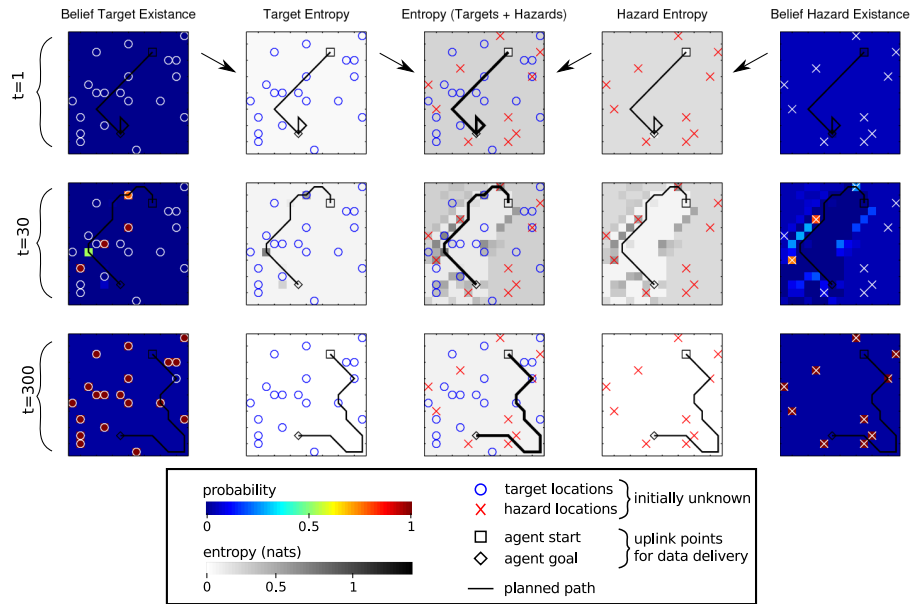 Belief Target Existance
Target Entropy
Entropy (Targets + Hazards)
Hazard Entropy
Belief Hazard Existance
t=1
t=30
t=300
probability
0
0.5
1
entropy (nats)
0
0.5
1
target locations
hazard locations
initially unknown
agent start
agent goal
uplink points
for data delivery
planned path